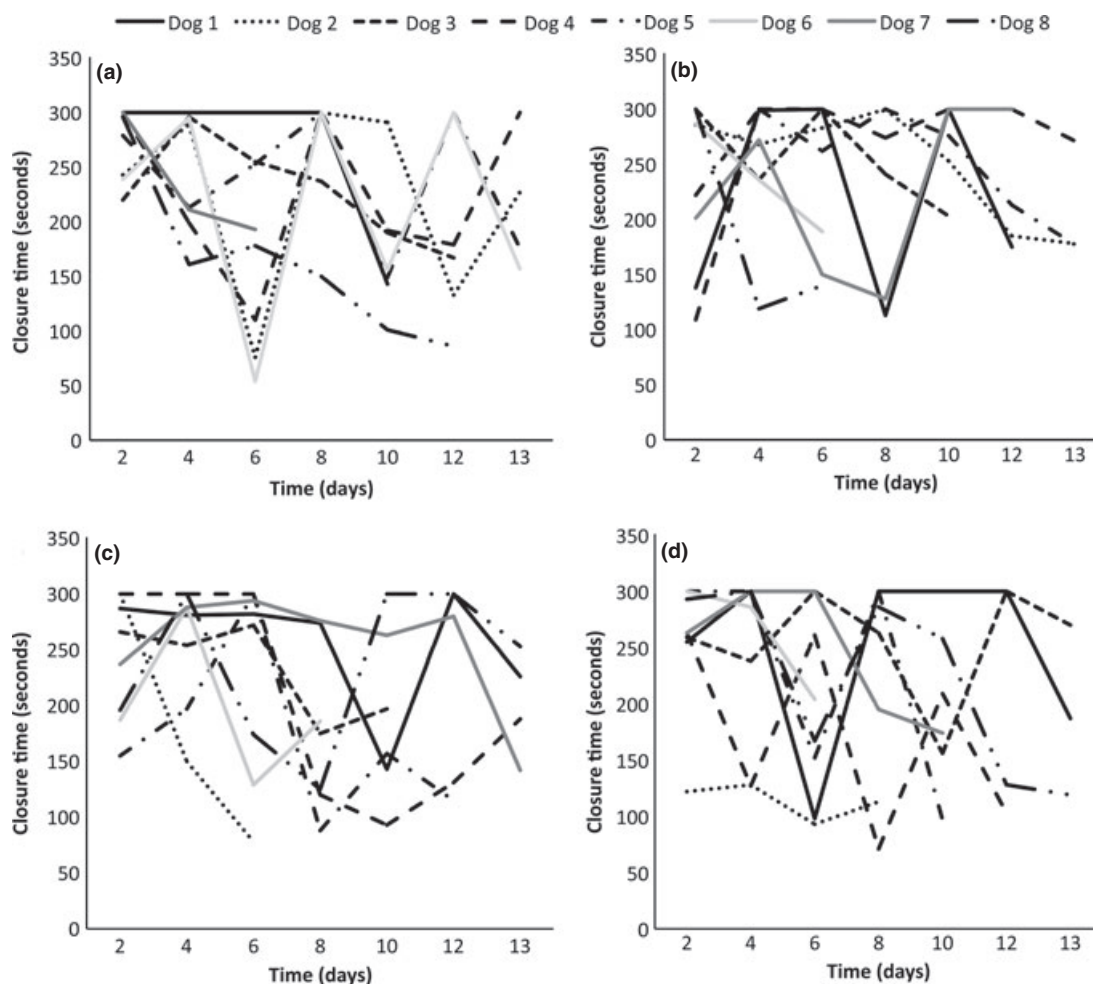 Dog 1 Dog 2 Dog 3 Dog 4 Dog 5 Dog 6 Dog 7 Dog 8
(a)
350
300
250
200
150
100
50
0
Closure time (seconds)
2 4 6 8 10 12 13
Time (days)
(b)
350
300
250
200
150
100
50
0
Closure time (seconds)
2 4 6 8 10 12 13
Time (days)
(c)
350
300
250
200
150
100
50
0
Closure time (seconds)
2 4 6 8 10 12 13
Time (days)
(d)
350
300
250
200
150
100
50
0
Closure time (seconds)
2 4 6 8 10 12 13
Time (days)